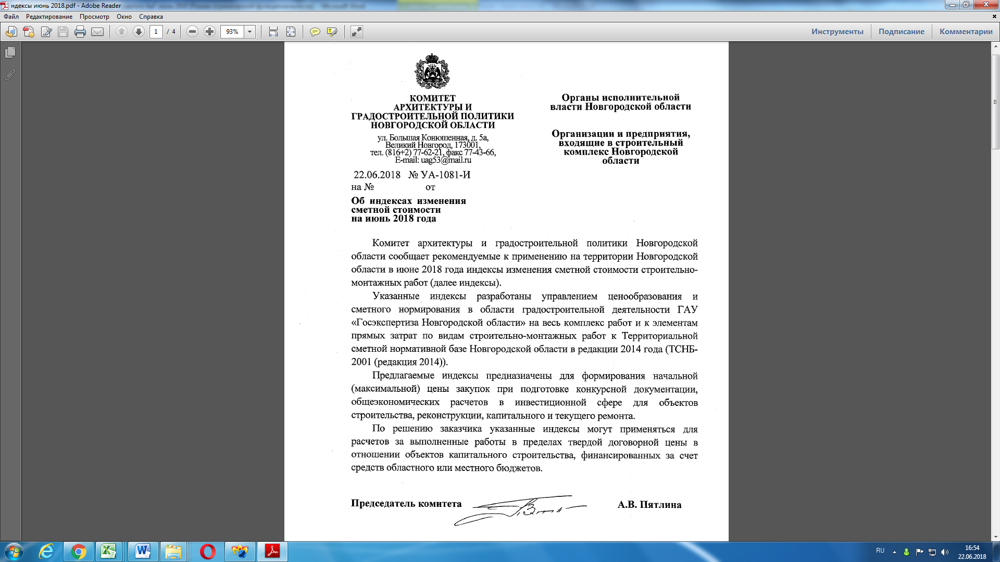 ндексы июнь 2018.pdf - Adobe Reader
Файл Редактирование Просмотр Окно Справка
1 / 4 93% Инструменты Подписание Комментарии
КОМИТЕТ
АРХИТЕКТУРЫ И
ГРАДОСТРОИТЕЛЬНОЙ ПОЛИТИКИ
НОВГОРОДСКОЙ ОБЛАСТИ
ул. Большая Конюшенная, д. 5а,
Великий Новгород, 173001,
тел. (816+2) 77-62-21, факс 77-43-66,
E-mail: uag53@mail.ru
22.06.2018 № УА-1081-И
на № от
Об индексах изменения
сметной стоимости
на июнь 2018 года
Органы исполнительной
власти Новгородской области
Организации и предприятия,
входящие в строительный
комплекс Новгородской
области
Комитет архитектуры и градостроительной политики Новгородской
области сообщает рекомендуемые к применению на территории Новгородской
области в июне 2018 года индексы изменения сметной стоимости строительно-
монтажных работ (далее индексы).
Указанные индексы разработаны управлением ценообразования и
сметного нормирования в области градостроительной деятельности ГАУ
«Госэкспертиза Новгородской области» на весь комплекс работ и к элементам
прямых затрат по видам строительно-монтажных работ к Территориальной
сметной нормативной базе Новгородской области в редакции 2014 года (ТСНБ-
2001 (редакция 2014)).
Предлагаемые индексы предназначены для формирования начальной
(максимальной) цены закупок при подготовке конкурсной документации,
общеэкономических расчетов в инвестиционной сфере для объектов
строительства, реконструкции, капитального и текущего ремонта.
По решению заказчика указанные индексы могут применяться для
расчетов за выполненные работы в пределах твердой договорной цены в
отношении объектов капитального строительства, финансированных за счет
средств областного или местного бюджетов.
Председатель комитета А.В. Пятлина
RU
16:54
22.06.2018